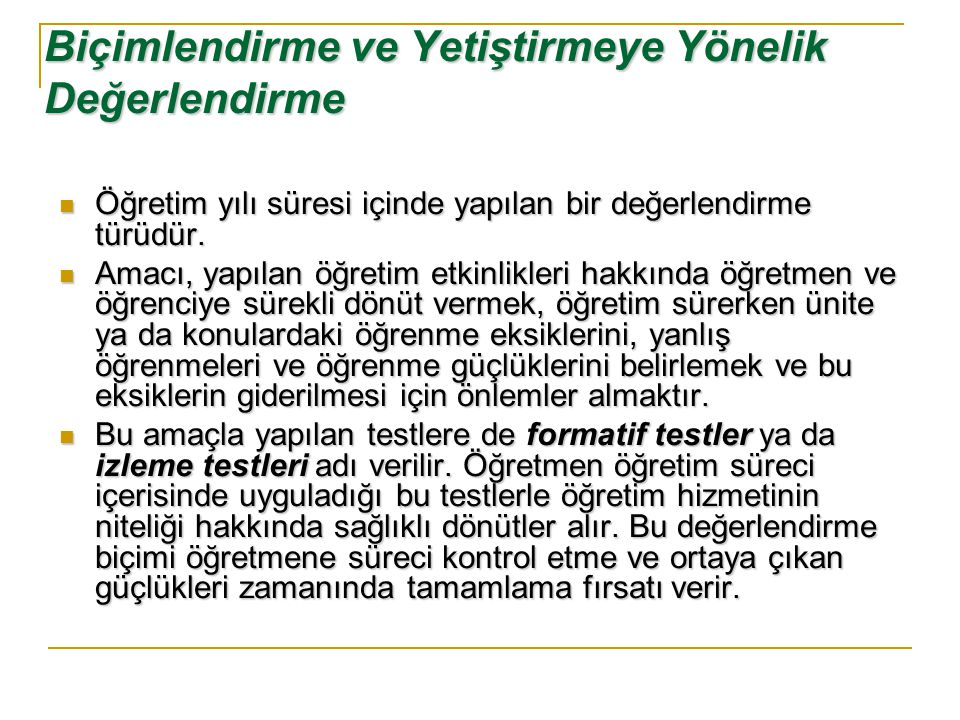 Biçimlendirme ve Yetiştirmeye Yönelik
Değerlendirme
Öğretim yılı süresi içinde yapılan bir değerlendirme
türüdür.
Amacı, yapılan öğretim etkinlikleri hakkında öğretmen ve
öğrenciye sürekli dönüt vermek, öğretim sürerken ünite
ya da konulardaki öğrenme eksiklerini, yanlış
öğrenmeleri ve öğrenme güçlüklerini belirlemek ve bu
eksiklerin giderilmesi için önlemler almaktır.
Bu amaçla yapılan testlere de formatif testler ya da
izleme testleri adı verilir. Öğretmen öğretim süreci
içerisinde uyguladığı bu testlerle öğretim hizmetinin
niteliği hakkında sağlıklı dönütler alır. Bu değerlendirme
biçimi öğretmene süreci kontrol etme ve ortaya çıkan
güçlükleri zamanında tamamlama fırsatı verir.